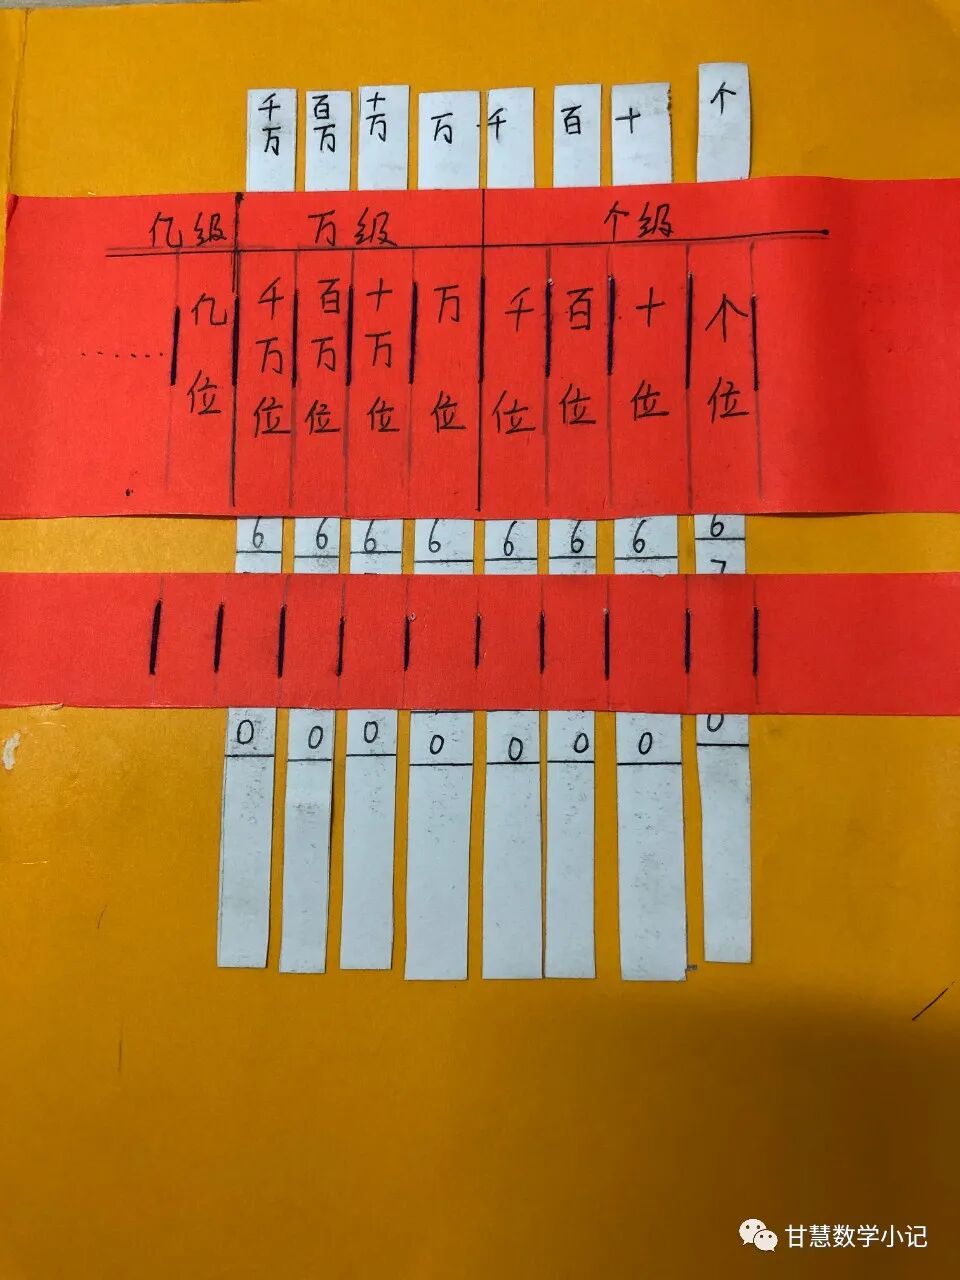 千万 百万 十万 万 千 百 十 个
亿级 万级 个级
亿位 千万位 百万位 十万位 万位 千位 百位 十位 个位
6 6 6 6 6 6 6 6
0 0 0 0 0 0 0 0
甘慧数学小记